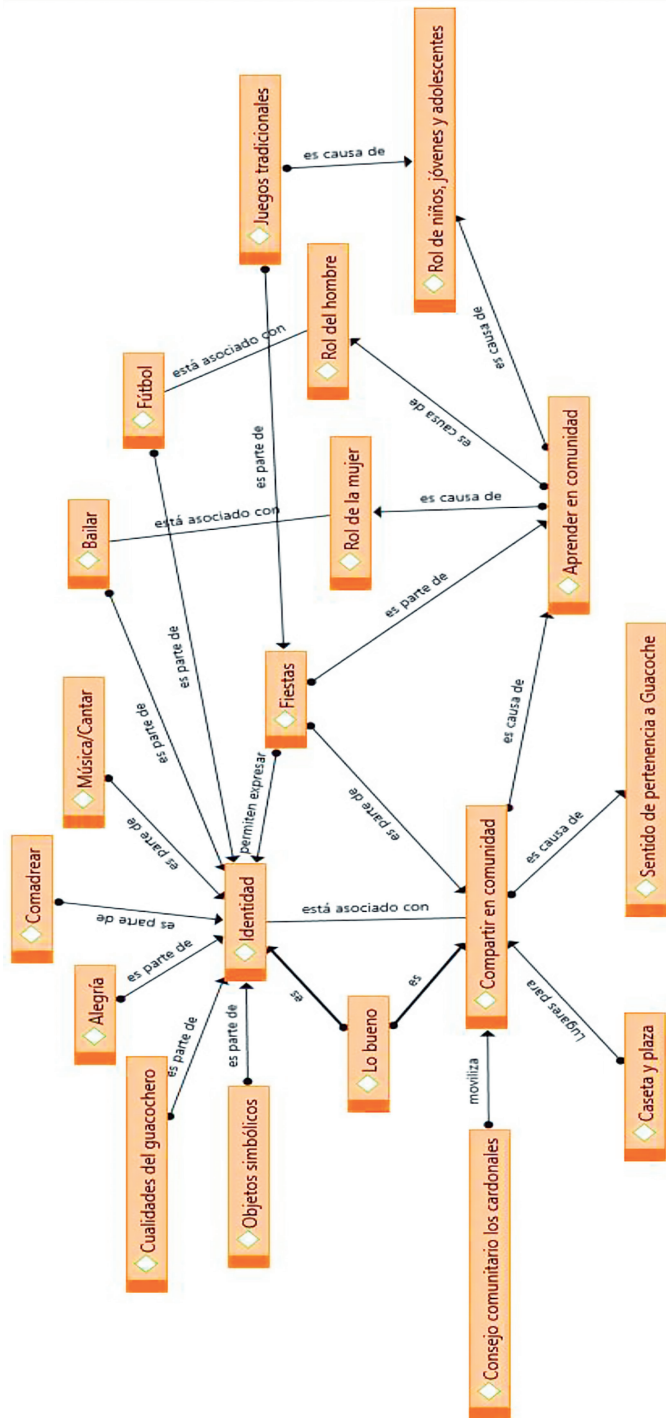 Juegos tradicionales
es causa de
Rol de niños, jóvenes y adolescentes
Fútbol
está asociado con
Rol del hombre
es parte de
es causa de
es causa de
Bailar
está asociado con
Rol de la mujer
es causa de
Aprender en comunidad
Música/Cantar
es parte de
es parte de
Fiestas
es parte de
Comadrear
es parte de
es parte de
permiten expresar
es parte de
es causa de
Alegría
es parte de
Identidad
está asociado con
Compartir en comunidad
es causa de
Sentido de pertenencia a Guacoche
Cualidades del guacochero
es parte de
Objetos simbólicos
es parte de
es
Lo bueno
es
Lugares para
Caseta y plaza
moviliza
Consejo comunitario los cardonales